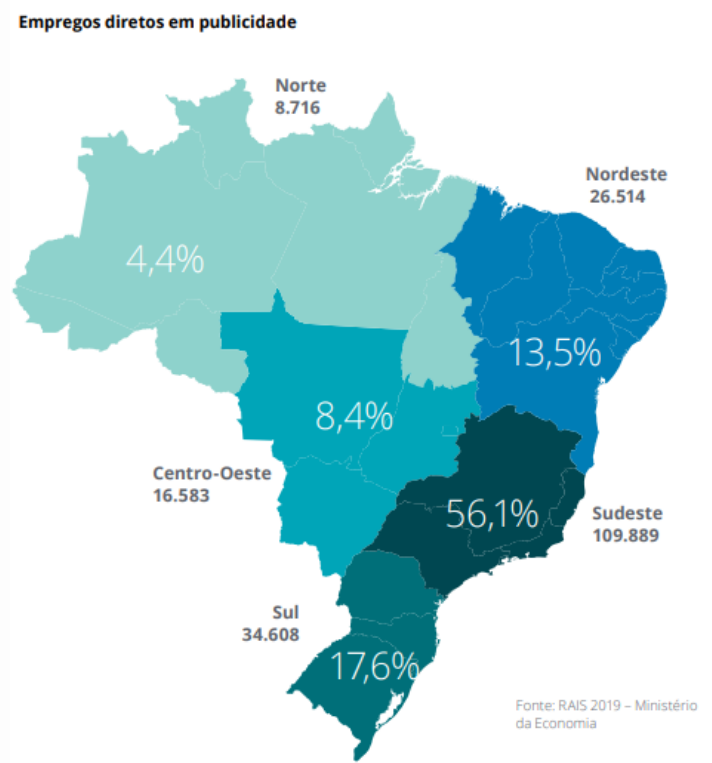 Empregos diretos em publicidade
Norte
8.716
Nordeste
26.514
4,4%
13,5%
8,4%
Centro-Oeste
16.583
56,1%
Sudeste
109.889
Sul
34.608
17,6%
Fonte: RAIS 2019 – Ministério
da Economia